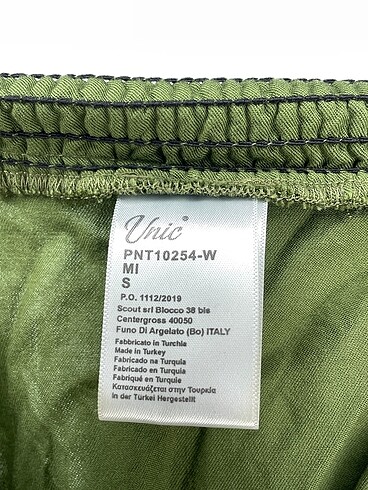 Unic®
PNT10254-W
MI
S
P.O. 1112/2019
Scout srl Blocco 38 bis
Centergross 40050
Funo Di Argelato (Bo) ITALY
Fabbricato in Turchia
Made in Turkey
Fabricado na Turquia
Fabricado en Turquia
Fabriqué en Turquie
Κατασκευάζεται στην Τουρκία
in der Türkei Hergestellt